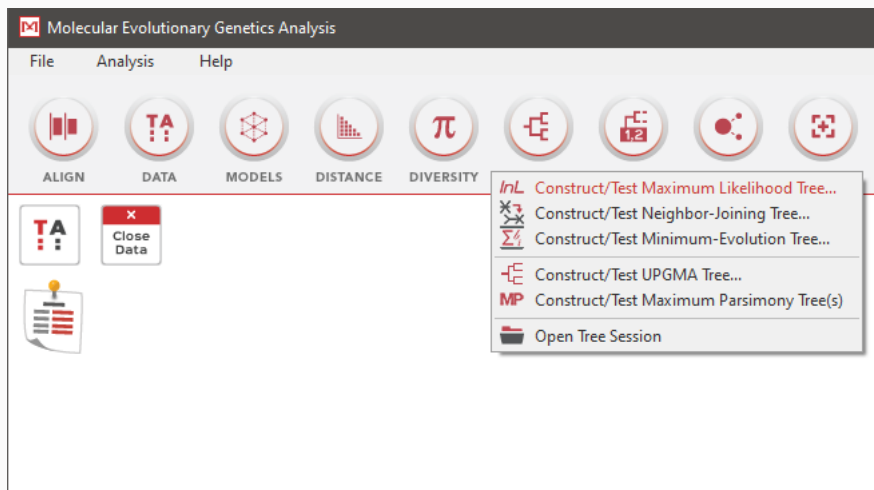 Molecular Evolutionary Genetics Analysis
File Analysis Help
TA π 1,2
ALIGN DATA MODELS DISTANCE DIVERSITY
lnL Construct/Test Maximum Likelihood Tree...
Construct/Test Neighbor-Joining Tree...
Construct/Test Minimum-Evolution Tree...
Construct/Test UPGMA Tree...
MP Construct/Test Maximum Parsimony Tree(s)
Open Tree Session
TA
×
Close
Data